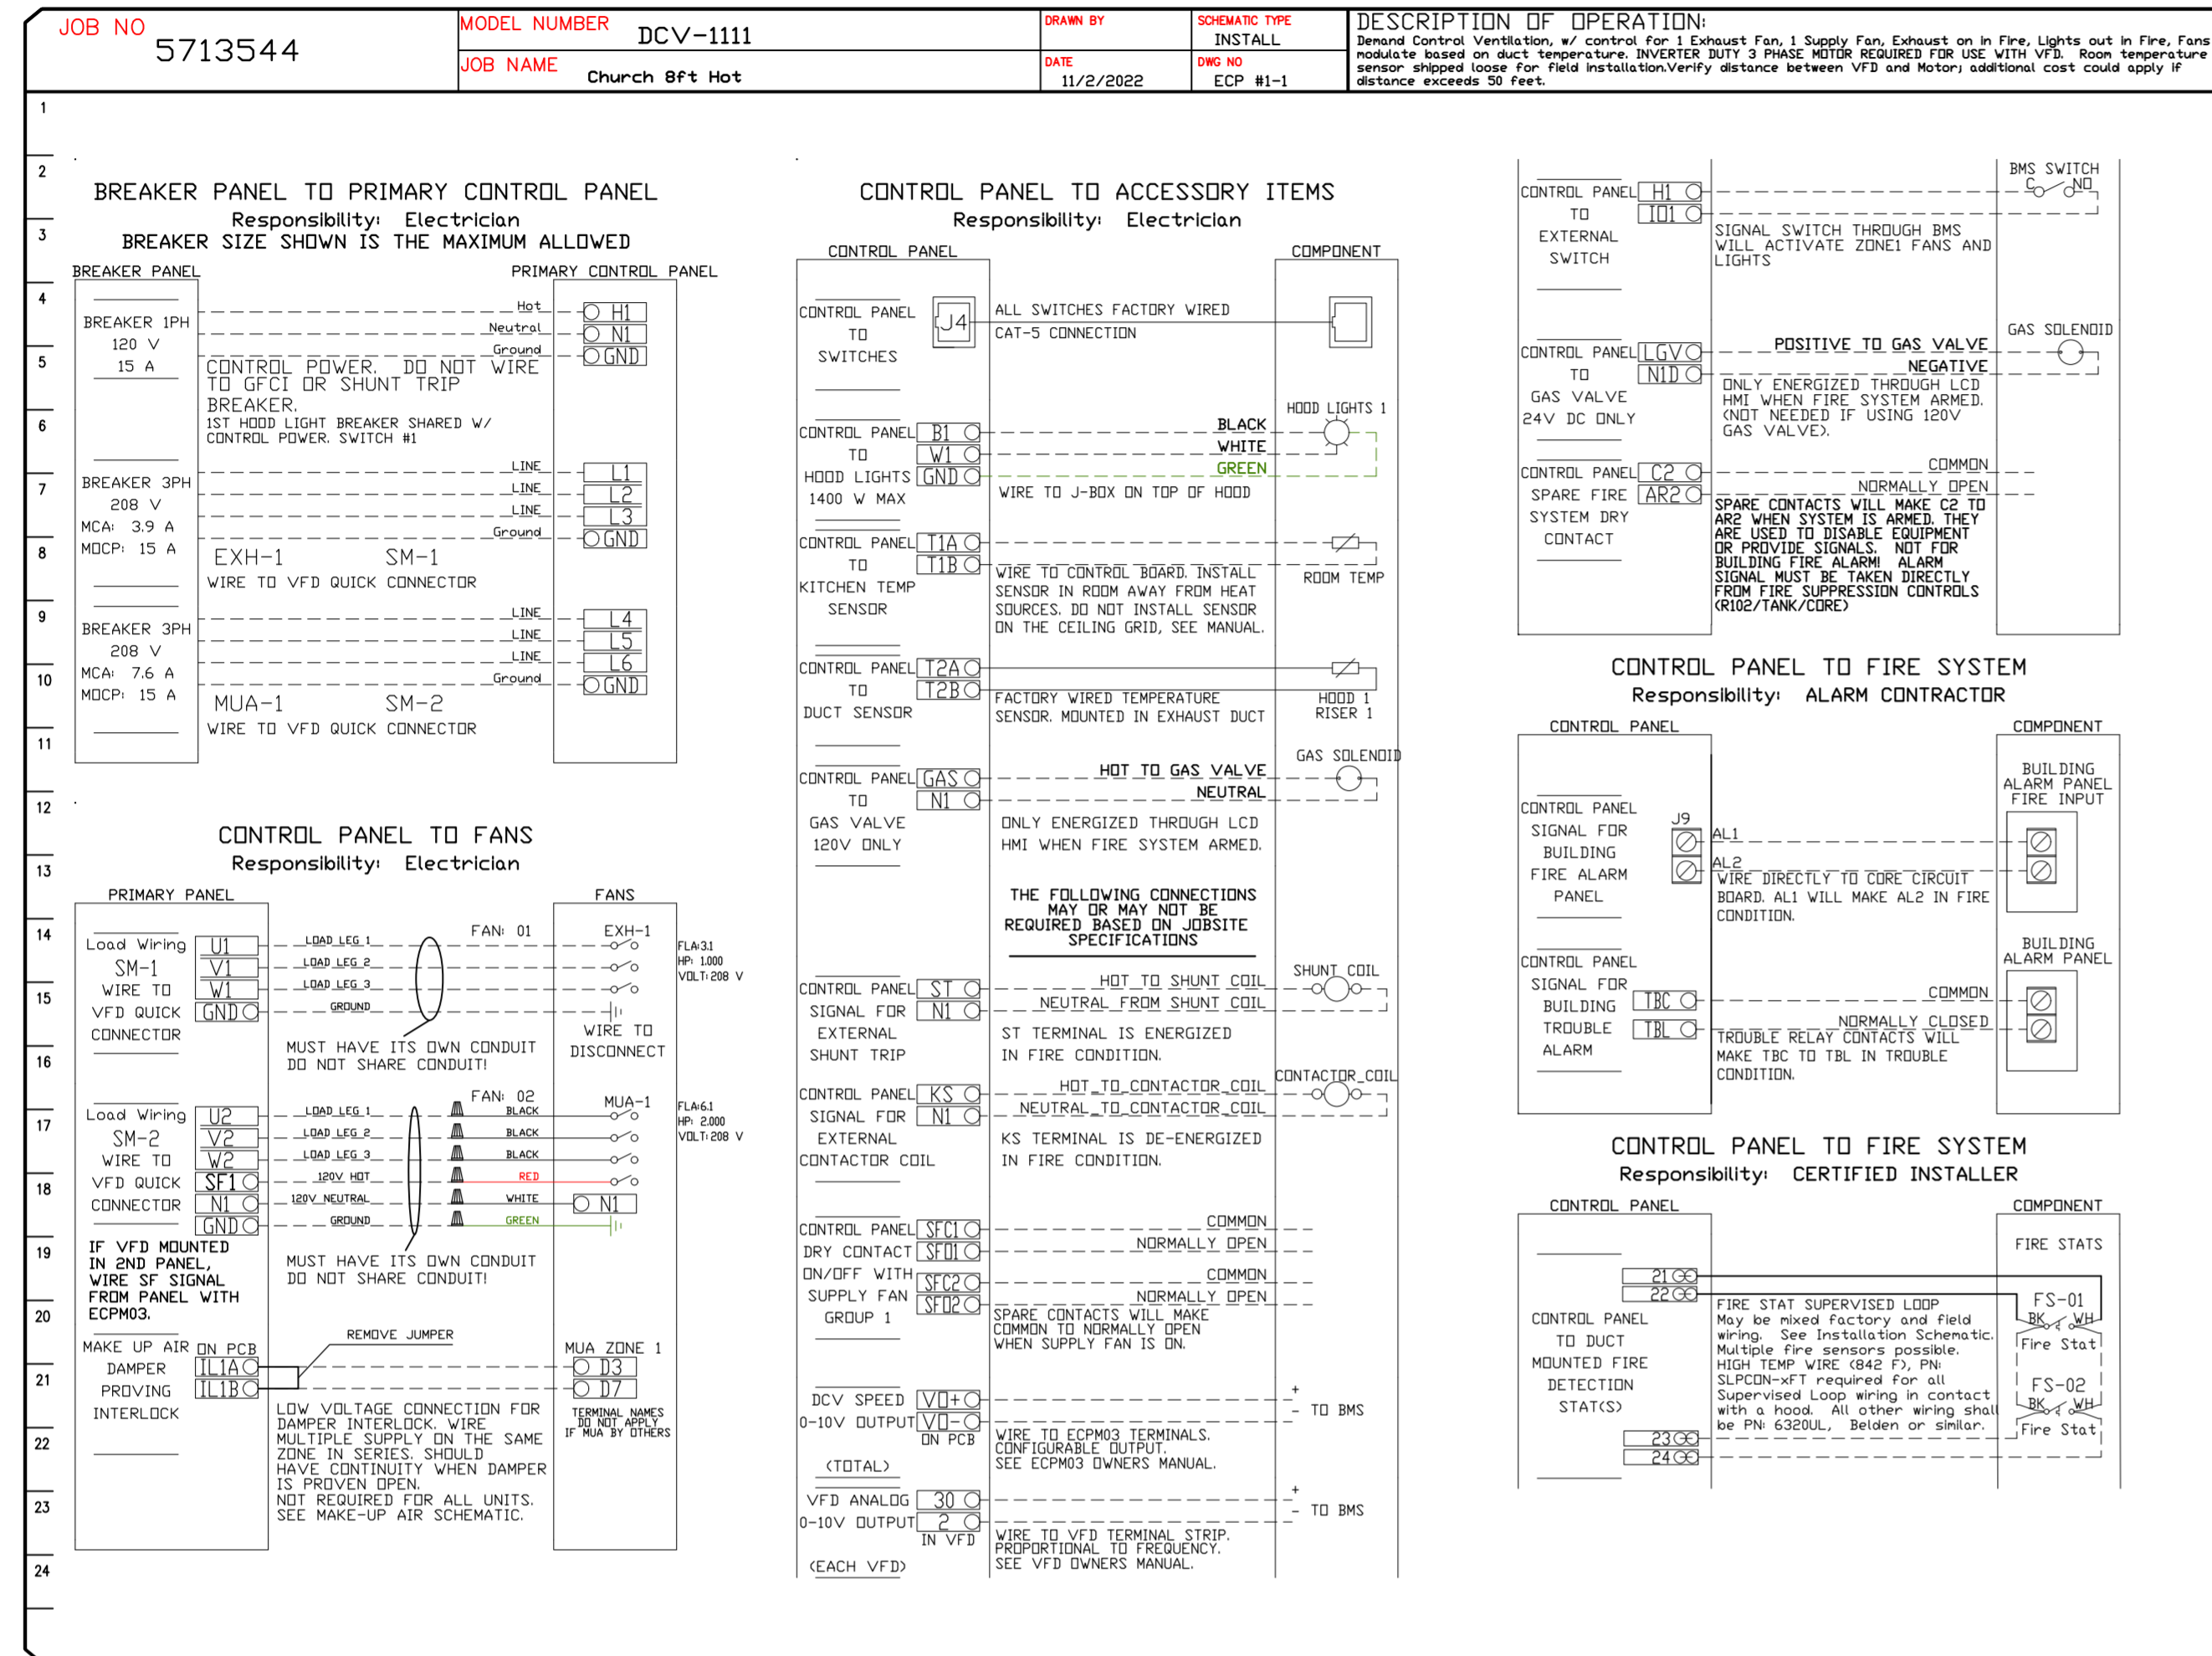 JOB NO
5713544
MODEL NUMBER DCV-1111
JOB NAME Church 8ft Hot
DRAWN BY
DATE
11/2/2022
SCHEMATIC TYPE
INSTALL
DWG NO
ECP #1-1
DESCRIPTION OF OPERATION:
Demand Control Ventilation, w/ control for 1 Exhaust Fan, 1 Supply Fan, Exhaust on in Fire, Lights out in Fire, Fans
modulate based on duct temperature. INVERTER DUTY 3 PHASE MOTOR REQUIRED FOR USE WITH VFD. Room temperature
sensor shipped loose for field installation.Verify distance between VFD and Motor; additional cost could apply if
distance exceeds 50 feet.
1
2
3
4
5
6
7
8
9
10
11
12
13
14
15
16
17
18
19
20
21
22
23
24
BREAKER PANEL TO PRIMARY CONTROL PANEL
Responsibility: Electrician
BREAKER SIZE SHOWN IS THE MAXIMUM ALLOWED
BREAKER PANEL
PRIMARY CONTROL PANEL
BREAKER 1PH
120 V
15 A
Hot H1
Neutral N1
Ground GND
CONTROL POWER. DO NOT WIRE
TO GFCI OR SHUNT TRIP
BREAKER.
1ST HOOD LIGHT BREAKER SHARED W/
CONTROL POWER. SWITCH #1
BREAKER 3PH
208 V
MCA: 3.9 A
MOCP: 15 A
LINE L1
LINE L2
LINE L3
Ground GND
EXH-1 SM-1
WIRE TO VFD QUICK CONNECTOR
BREAKER 3PH
208 V
MCA: 7.6 A
MOCP: 15 A
LINE L4
LINE L5
LINE L6
Ground GND
MUA-1 SM-2
WIRE TO VFD QUICK CONNECTOR
CONTROL PANEL TO FANS
Responsibility: Electrician
PRIMARY PANEL
FANS
Load Wiring
SM-1
WIRE TO
VFD QUICK
CONNECTOR
U1 LOAD LEG 1
V1 LOAD LEG 2
W1 LOAD LEG 3
GND GROUND
FAN: 01
EXH-1
FLA:3.1
HP: 1.000
VOLT:208 V
WIRE TO
DISCONNECT
MUST HAVE ITS OWN CONDUIT
DO NOT SHARE CONDUIT!
Load Wiring
SM-2
WIRE TO
VFD QUICK
CONNECTOR
FAN: 02
MUA-1
FLA:6.1
HP: 2.000
VOLT:208 V
U2 LOAD LEG 1 BLACK
V2 LOAD LEG 2 BLACK
W2 LOAD LEG 3 BLACK
SF1 120V HOT RED
N1 120V NEUTRAL WHITE N1
GND GROUND GREEN
IF VFD MOUNTED
IN 2ND PANEL,
WIRE SF SIGNAL
FROM PANEL WITH
ECPM03.
MUST HAVE ITS OWN CONDUIT
DO NOT SHARE CONDUIT!
MAKE UP AIR
DAMPER
PROVING
INTERLOCK
ON PCB
IL1A
IL1B
REMOVE JUMPER
MUA ZONE 1
D3
D7
TERMINAL NAMES
DO NOT APPLY
IF MUA BY OTHERS
LOW VOLTAGE CONNECTION FOR
DAMPER INTERLOCK. WIRE
MULTIPLE SUPPLY ON THE SAME
ZONE IN SERIES. SHOULD
HAVE CONTINUITY WHEN DAMPER
IS PROVEN OPEN.
NOT REQUIRED FOR ALL UNITS.
SEE MAKE-UP AIR SCHEMATIC.
CONTROL PANEL TO ACCESSORY ITEMS
Responsibility: Electrician
CONTROL PANEL
COMPONENT
CONTROL PANEL
TO
SWITCHES
J4
ALL SWITCHES FACTORY WIRED
CAT-5 CONNECTION
CONTROL PANEL
TO
HOOD LIGHTS
1400 W MAX
HOOD LIGHTS 1
B1 BLACK
W1 WHITE
GND GREEN
WIRE TO J-BOX ON TOP OF HOOD
CONTROL PANEL
TO
KITCHEN TEMP
SENSOR
T1A
T1B
ROOM TEMP
WIRE TO CONTROL BOARD. INSTALL
SENSOR IN ROOM AWAY FROM HEAT
SOURCES. DO NOT INSTALL SENSOR
ON THE CEILING GRID, SEE MANUAL.
CONTROL PANEL
TO
DUCT SENSOR
T2A
T2B
FACTORY WIRED TEMPERATURE
SENSOR. MOUNTED IN EXHAUST DUCT
HOOD 1
RISER 1
CONTROL PANEL
TO
GAS VALVE
120V ONLY
GAS SOLENOID
GAS HOT TO GAS VALVE
N1 NEUTRAL
ONLY ENERGIZED THROUGH LCD
HMI WHEN FIRE SYSTEM ARMED.
THE FOLLOWING CONNECTIONS
MAY OR MAY NOT BE
REQUIRED BASED ON JOBSITE
SPECIFICATIONS
CONTROL PANEL
SIGNAL FOR
EXTERNAL
SHUNT TRIP
SHUNT COIL
ST HOT TO SHUNT COIL
N1 NEUTRAL FROM SHUNT COIL
ST TERMINAL IS ENERGIZED
IN FIRE CONDITION.
CONTROL PANEL
SIGNAL FOR
EXTERNAL
CONTACTOR COIL
CONTACTOR_COIL
KS HOT_TO_CONTACTOR_COIL
N1 NEUTRAL_TO_CONTACTOR_COIL
KS TERMINAL IS DE-ENERGIZED
IN FIRE CONDITION.
CONTROL PANEL
DRY CONTACT
ON/OFF WITH
SUPPLY FAN
GROUP 1
SFC1 COMMON
SFO1 NORMALLY OPEN
SFC2 COMMON
SFO2 NORMALLY OPEN
SPARE CONTACTS WILL MAKE
COMMON TO NORMALLY OPEN
WHEN SUPPLY FAN IS ON.
DCV SPEED
0-10V OUTPUT
(TOTAL)
VO+
VO-
ON PCB
+
- TO BMS
WIRE TO ECPM03 TERMINALS.
CONFIGURABLE OUTPUT.
SEE ECPM03 OWNERS MANUAL.
VFD ANALOG
0-10V OUTPUT
(EACH VFD)
30
2
IN VFD
+
- TO BMS
WIRE TO VFD TERMINAL STRIP.
PROPORTIONAL TO FREQUENCY.
SEE VFD OWNERS MANUAL.
CONTROL PANEL
TO
EXTERNAL
SWITCH
H1
IO1
BMS SWITCH
C NO
SIGNAL SWITCH THROUGH BMS
WILL ACTIVATE ZONE1 FANS AND
LIGHTS
CONTROL PANEL
TO
GAS VALVE
24V DC ONLY
GAS SOLENOID
LGV POSITIVE TO GAS VALVE
N1D NEGATIVE
ONLY ENERGIZED THROUGH LCD
HMI WHEN FIRE SYSTEM ARMED.
(NOT NEEDED IF USING 120V
GAS VALVE).
CONTROL PANEL
SPARE FIRE
SYSTEM DRY
CONTACT
C2 COMMON
AR2 NORMALLY OPEN
SPARE CONTACTS WILL MAKE C2 TO
AR2 WHEN SYSTEM IS ARMED. THEY
ARE USED TO DISABLE EQUIPMENT
OR PROVIDE SIGNALS. NOT FOR
BUILDING FIRE ALARM! ALARM
SIGNAL MUST BE TAKEN DIRECTLY
FROM FIRE SUPPRESSION CONTROLS
(R102/TANK/CORE)
CONTROL PANEL TO FIRE SYSTEM
Responsibility: ALARM CONTRACTOR
CONTROL PANEL
COMPONENT
CONTROL PANEL
SIGNAL FOR
BUILDING
FIRE ALARM
PANEL
J9
AL1
AL2
BUILDING
ALARM PANEL
FIRE INPUT
WIRE DIRECTLY TO CORE CIRCUIT
BOARD. AL1 WILL MAKE AL2 IN FIRE
CONDITION.
CONTROL PANEL
SIGNAL FOR
BUILDING
TROUBLE
ALARM
BUILDING
ALARM PANEL
TBC COMMON
TBL NORMALLY CLOSED
TROUBLE RELAY CONTACTS WILL
MAKE TBC TO TBL IN TROUBLE
CONDITION.
CONTROL PANEL TO FIRE SYSTEM
Responsibility: CERTIFIED INSTALLER
CONTROL PANEL
COMPONENT
FIRE STATS
21
22
CONTROL PANEL
TO DUCT
MOUNTED FIRE
DETECTION
STAT(S)
FIRE STAT SUPERVISED LOOP
May be mixed factory and field
wiring. See Installation Schematic.
Multiple fire sensors possible.
HIGH TEMP WIRE (842 F), PN:
SLPCON-xFT required for all
Supervised Loop wiring in contact
with a hood. All other wiring shall
be PN: 6320UL, Belden or similar.
FS-01
BK WH
Fire Stat
FS-02
BK WH
Fire Stat
23
24